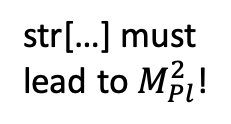 str[...] must
lead to $M_{Pl}^2$!